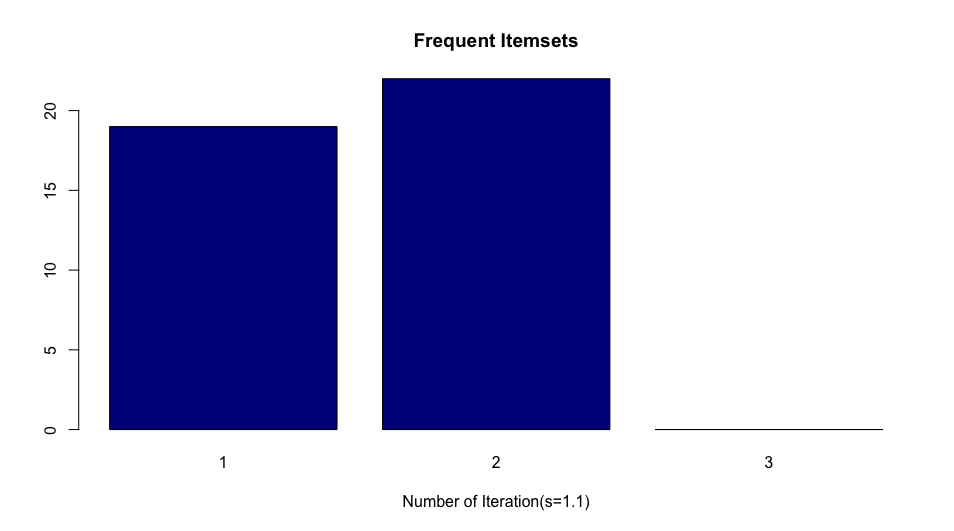 Frequent Itemsets
20
15
10
5
0
1 2 3
Number of Iteration(s=1.1)